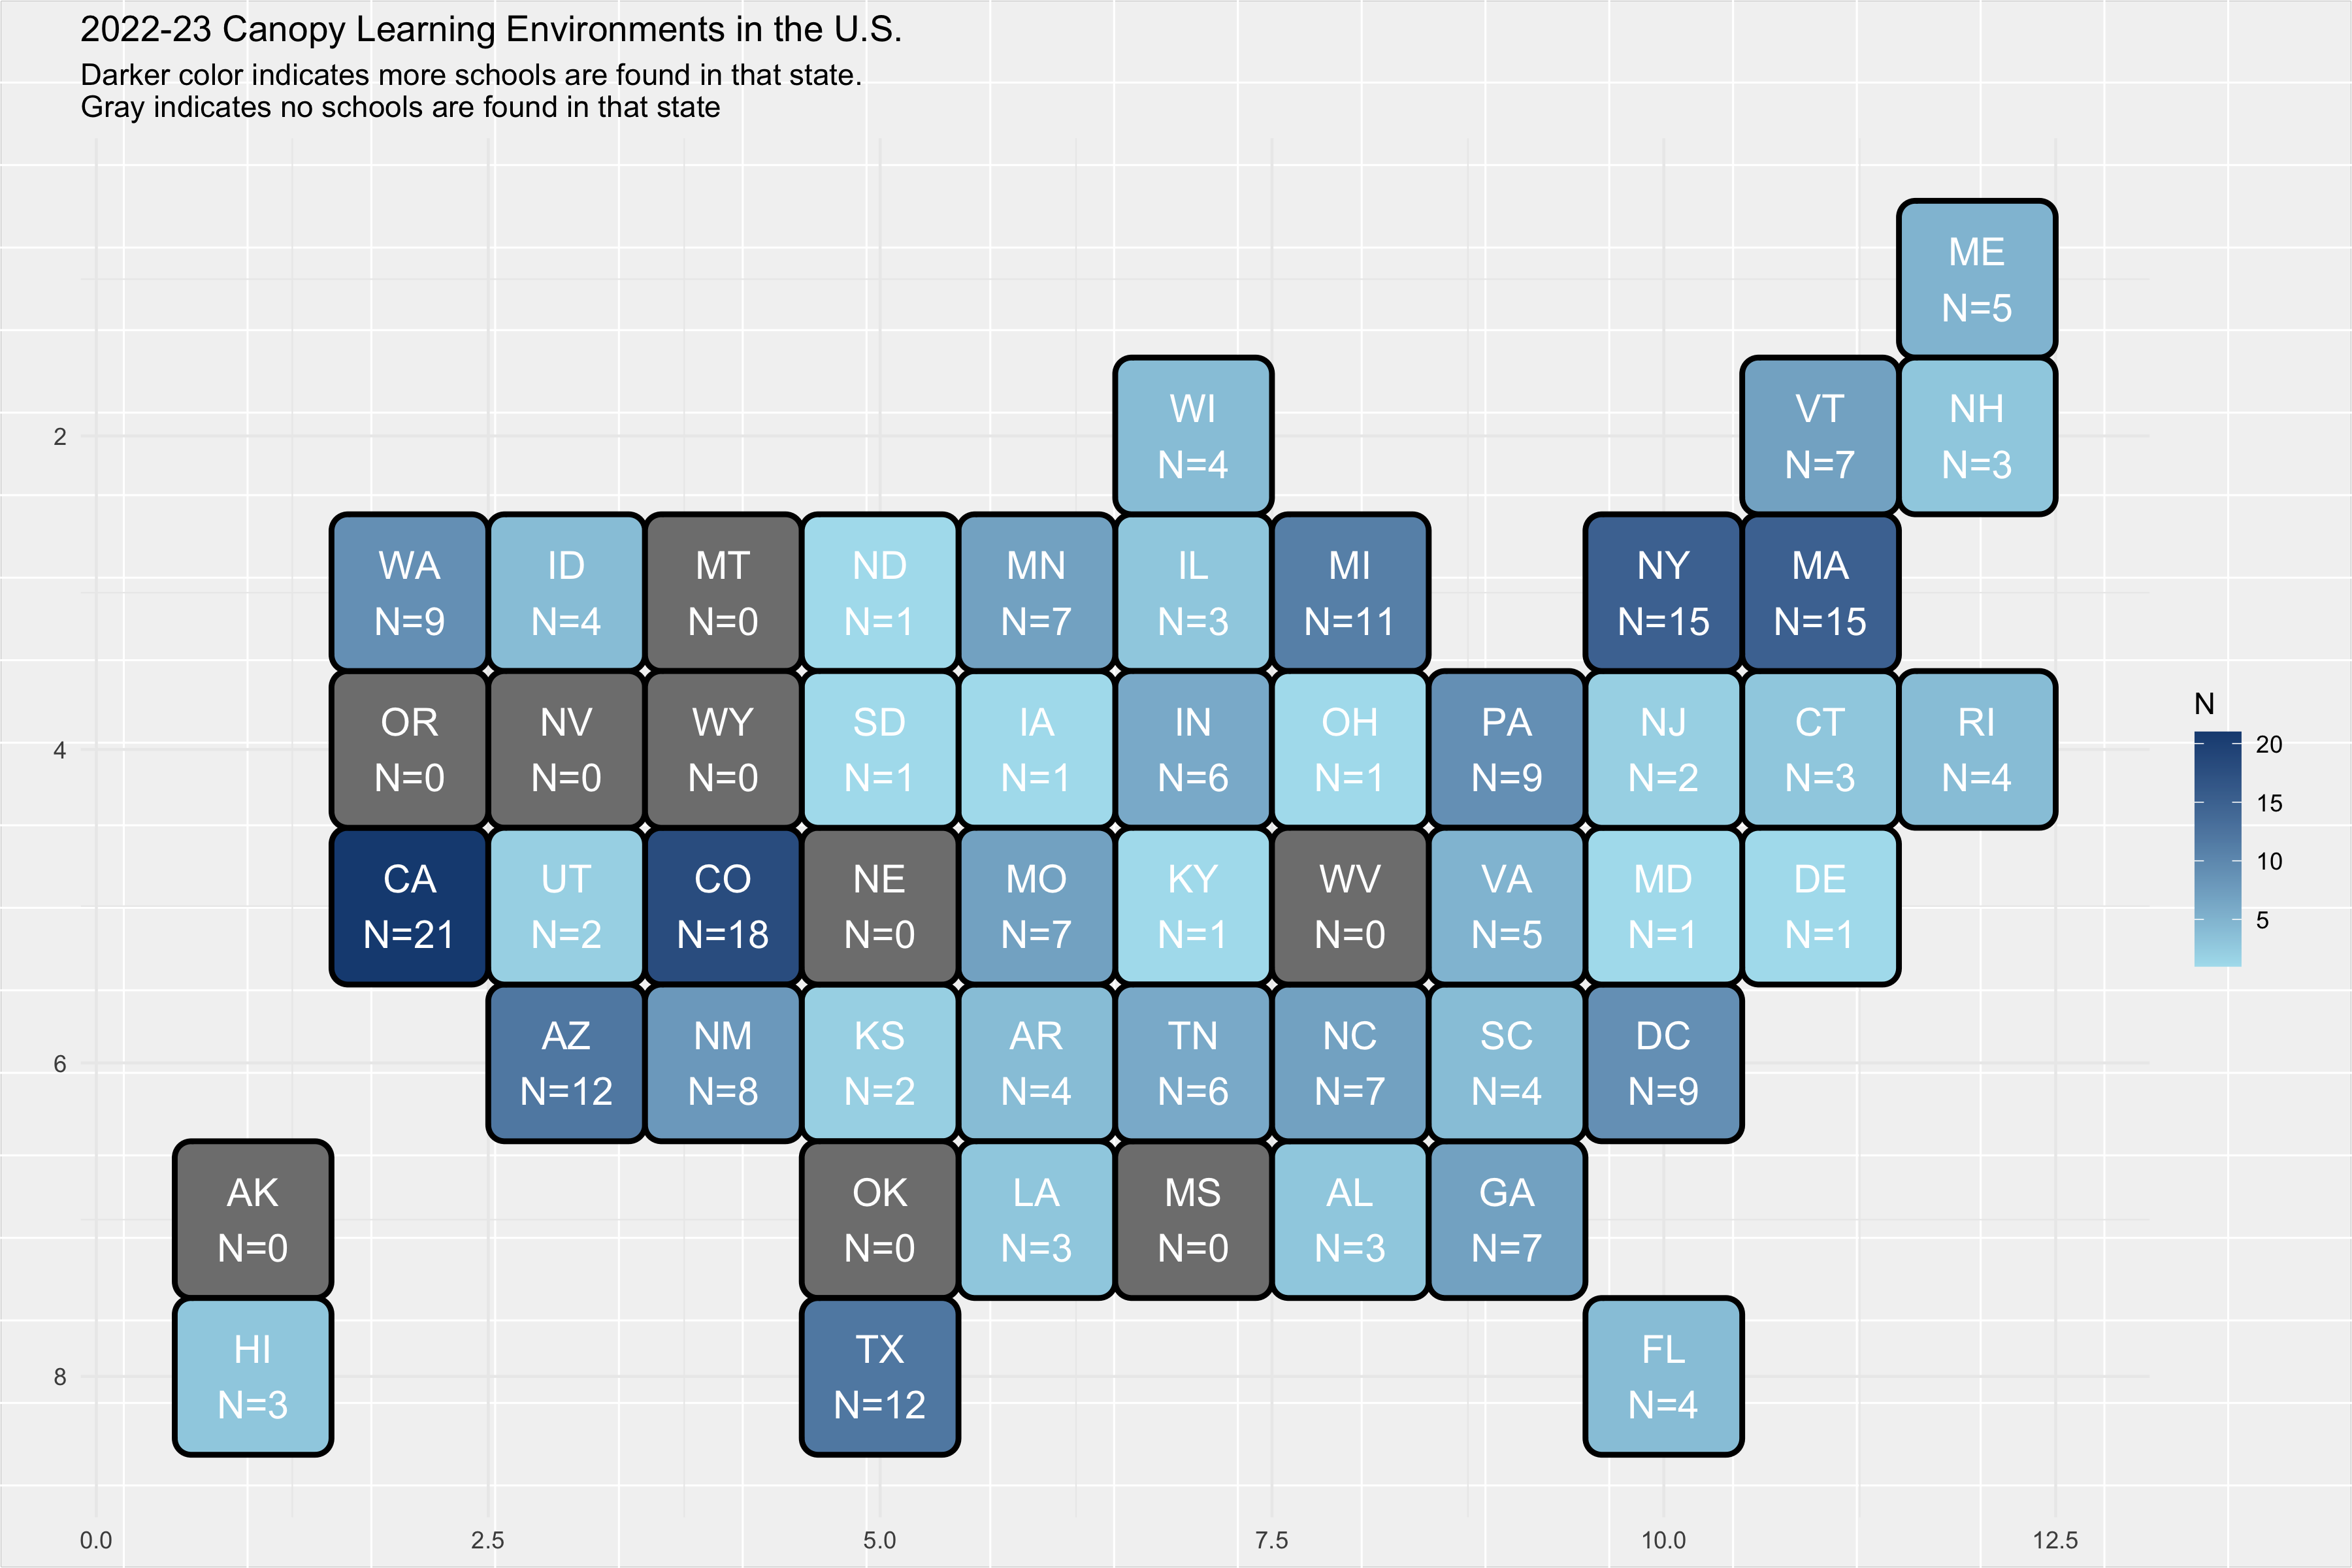 2022-23 Canopy Learning Environments in the U.S.
Darker color indicates more schools are found in that state.
Gray indicates no schools are found in that state
ME
N=5
WI VT NH
N=4 N=7 N=3
2
WA ID MT ND MN IL MI NY MA
N=9 N=4 N=0 N=1 N=7 N=3 N=11 N=15 N=15
OR NV WY SD IA IN OH PA NJ CT RI
N=0 N=0 N=0 N=1 N=1 N=6 N=1 N=9 N=2 N=3 N=4
4
CA UT CO NE MO KY WV VA MD DE
N=21 N=2 N=18 N=0 N=7 N=1 N=0 N=5 N=1 N=1
AZ NM KS AR TN NC SC DC
N=12 N=8 N=2 N=4 N=6 N=7 N=4 N=9
6
AK OK LA MS AL GA
N=0 N=0 N=3 N=0 N=3 N=7
HI TX FL
N=3 N=12 N=4
8
0.0 2.5 5.0 7.5 10.0 12.5
N
20
15
10
5